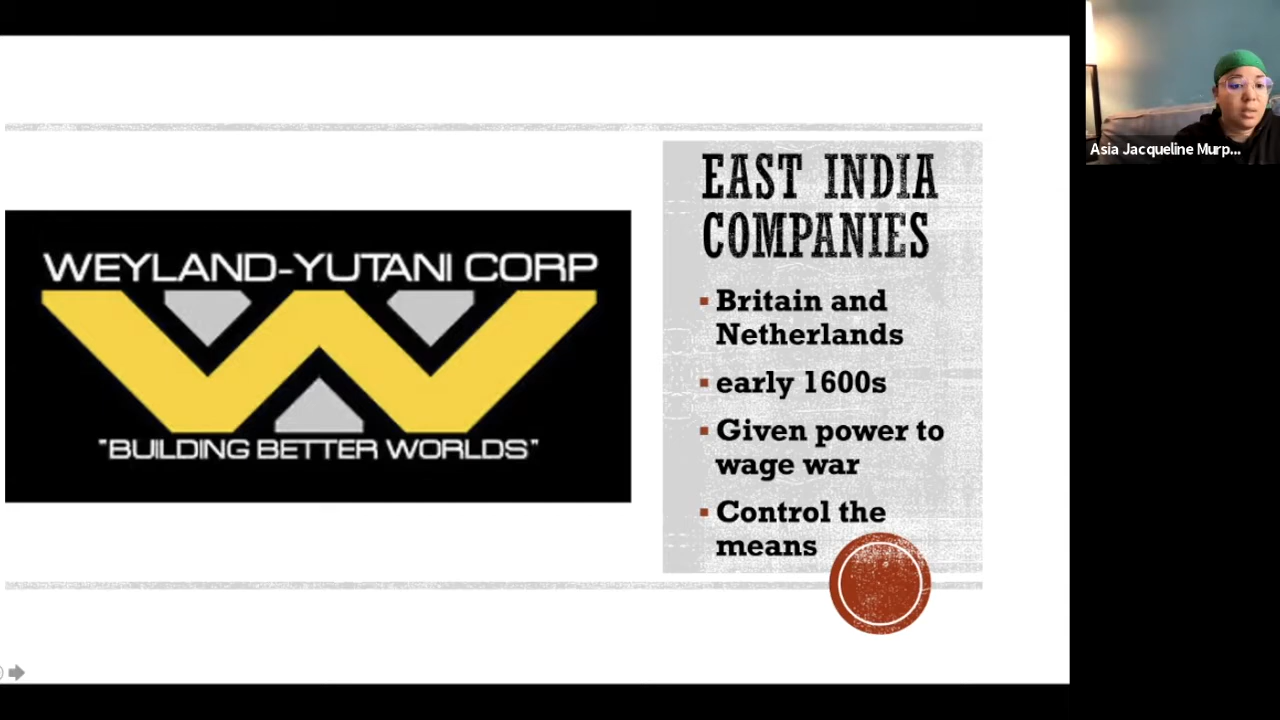 WEYLAND-YUTANI CORP
"BUILDING BETTER WORLDS"
EAST INDIA
COMPANIES
Britain and
Netherlands
early 1600s
Given power to
wage war
Control the
means
Asia Jacqueline Murp...